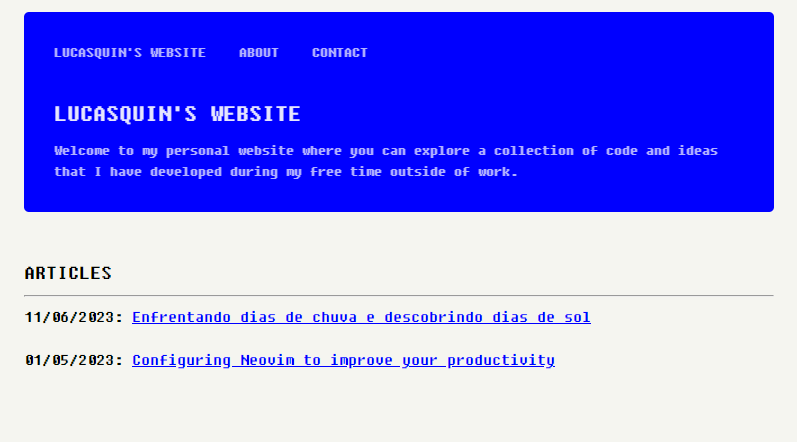 LUCASQUIN'S WEBSITE ABOUT CONTACT
LUCASQUIN'S WEBSITE
Welcome to my personal website where you can explore a collection of code and ideas
that I have developed during my free time outside of work.
ARTICLES
11/06/2023: Enfrentando dias de chuva e descobrindo dias de sol
01/05/2023: Configuring Neovim to improve your productivity